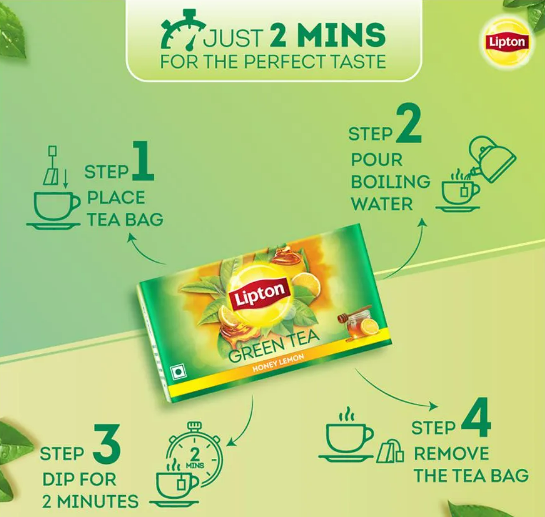 JUST 2 MINS
FOR THE PERFECT TASTE
Lipton
STEP 1
PLACE
TEA BAG
STEP 2
POUR
BOILING
WATER
Lipton
GREEN TEA
HONEY LEMON
STEP 3
DIP FOR
2 MINUTES
2
MINS
STEP 4
REMOVE
THE TEA BAG